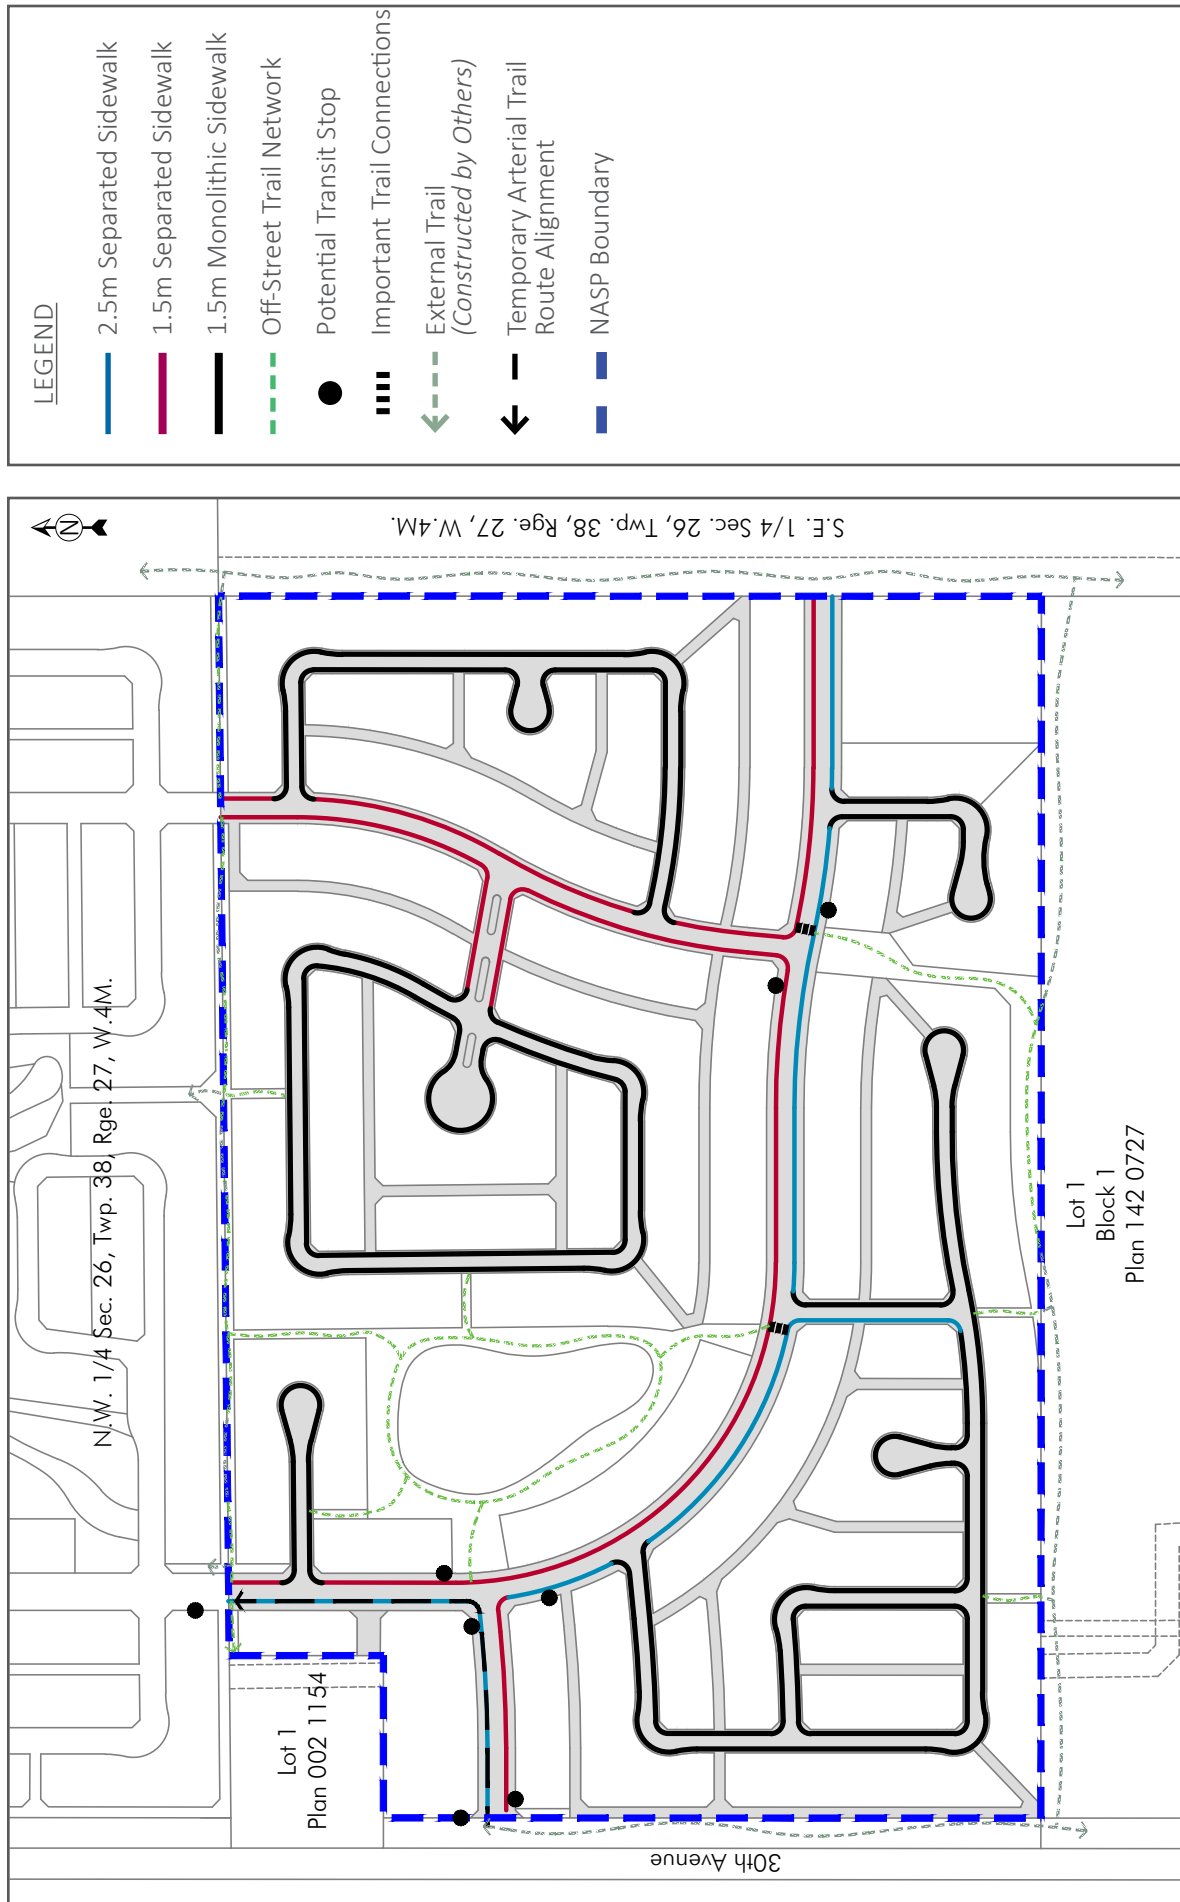 LEGEND
2.5m Separated Sidewalk
1.5m Separated Sidewalk
1.5m Monolithic Sidewalk
Off-Street Trail Network
Potential Transit Stop
Important Trail Connections
External Trail
(Constructed by Others)
Temporary Arterial Trail
Route Alignment
NASP Boundary
N
S.E. 1/4 Sec. 26, Twp. 38, Rge. 27, W.4M.
N.W. 1/4 Sec. 26, Twp. 38, Rge. 27, W.4M.
Lot 1
Block 1
Plan 142 0727
Lot 1
Plan 002 1154
30th Avenue